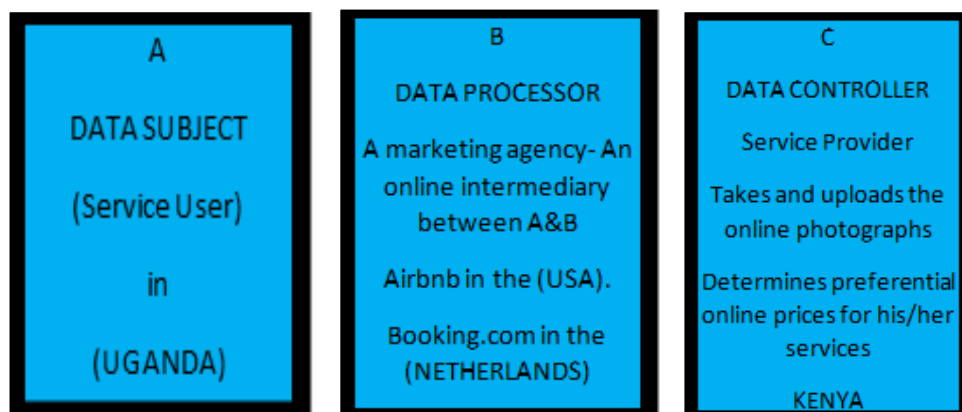 A
DATA SUBJECT
(Service User)
in
(UGANDA)
B
DATA PROCESSOR
A marketing agency- An
online intermediary
between A&B
Airbnb in the (USA).
Booking.com in the
(NETHERLANDS)
C
DATA CONTROLLER
Service Provider
Takes and uploads the
online photographs
Determines preferential
online prices for his/her
services
KENYA